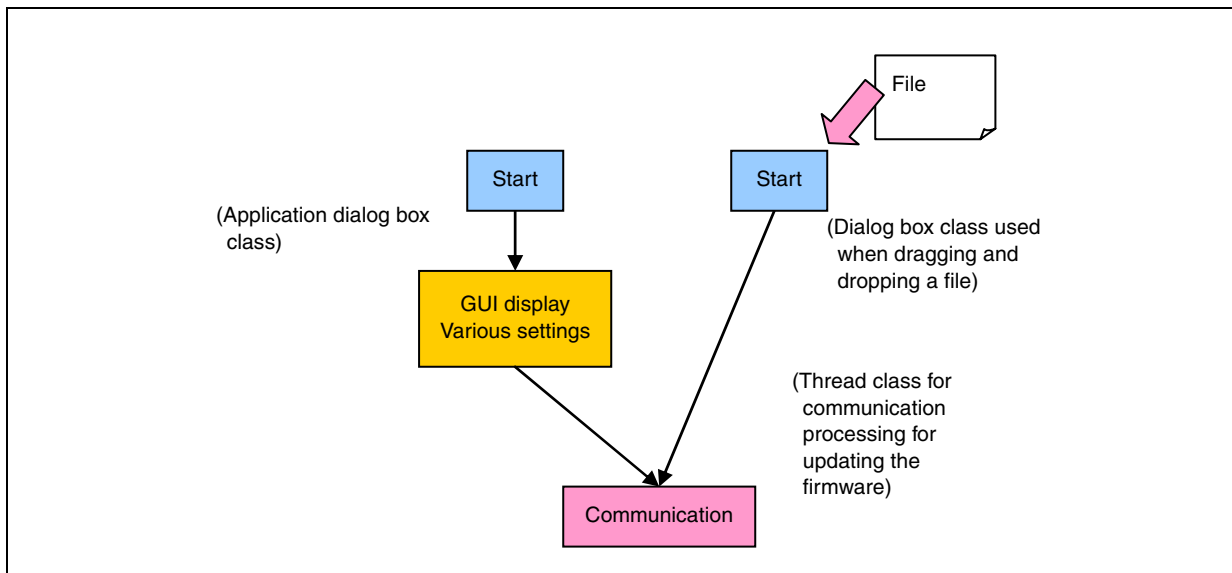 File
Start
Start
(Application dialog box
class)
(Dialog box class used
when dragging and
dropping a file)
GUI display
Various settings
(Thread class for
communication
processing for
updating the
firmware)
Communication